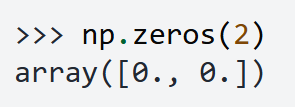 >>> np.zeros(2)
array([0., 0.])